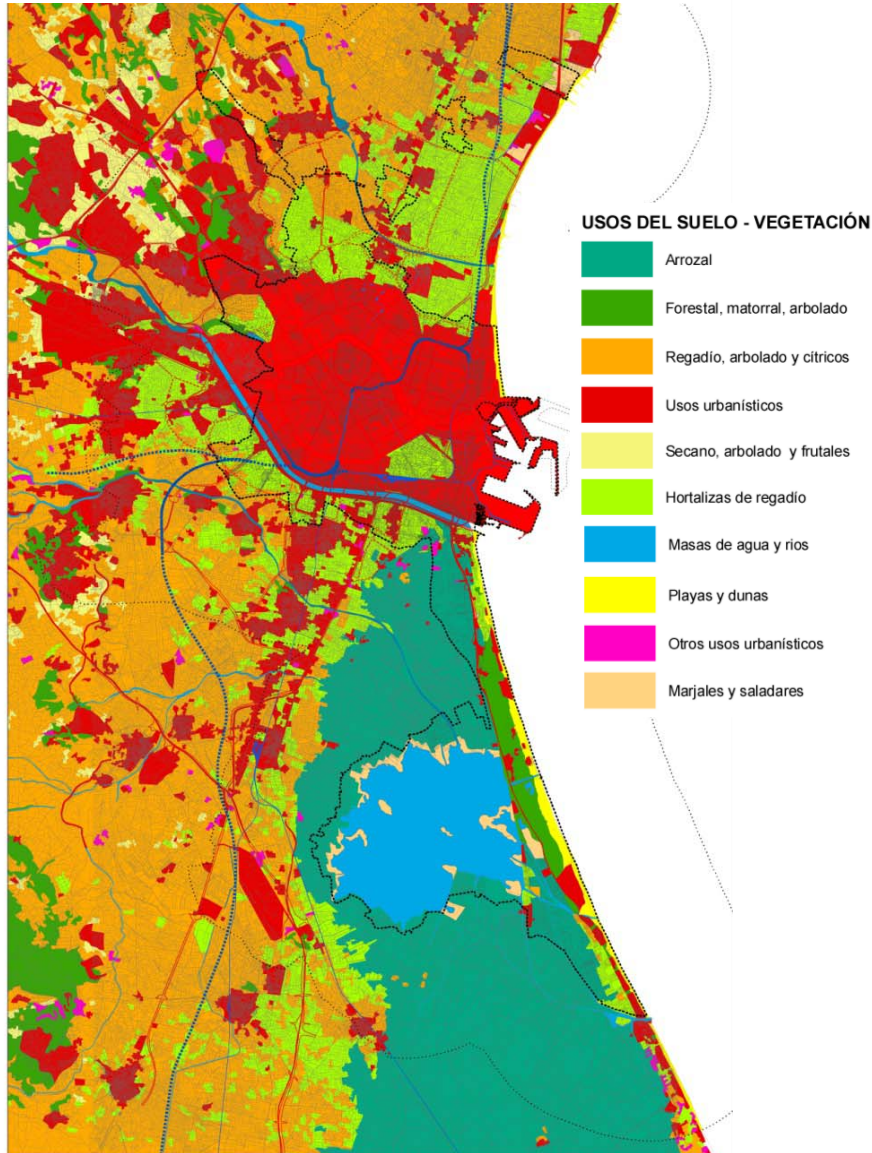 USOS DEL SUELO - VEGETACIÓN
Arrozal
Forestal, matorral, arbolado
Regadío, arbolado y cítricos
Usos urbanísticos
Secano, arbolado y frutales
Hortalizas de regadío
Masas de agua y rios
Playas y dunas
Otros usos urbanísticos
Marjales y saladares